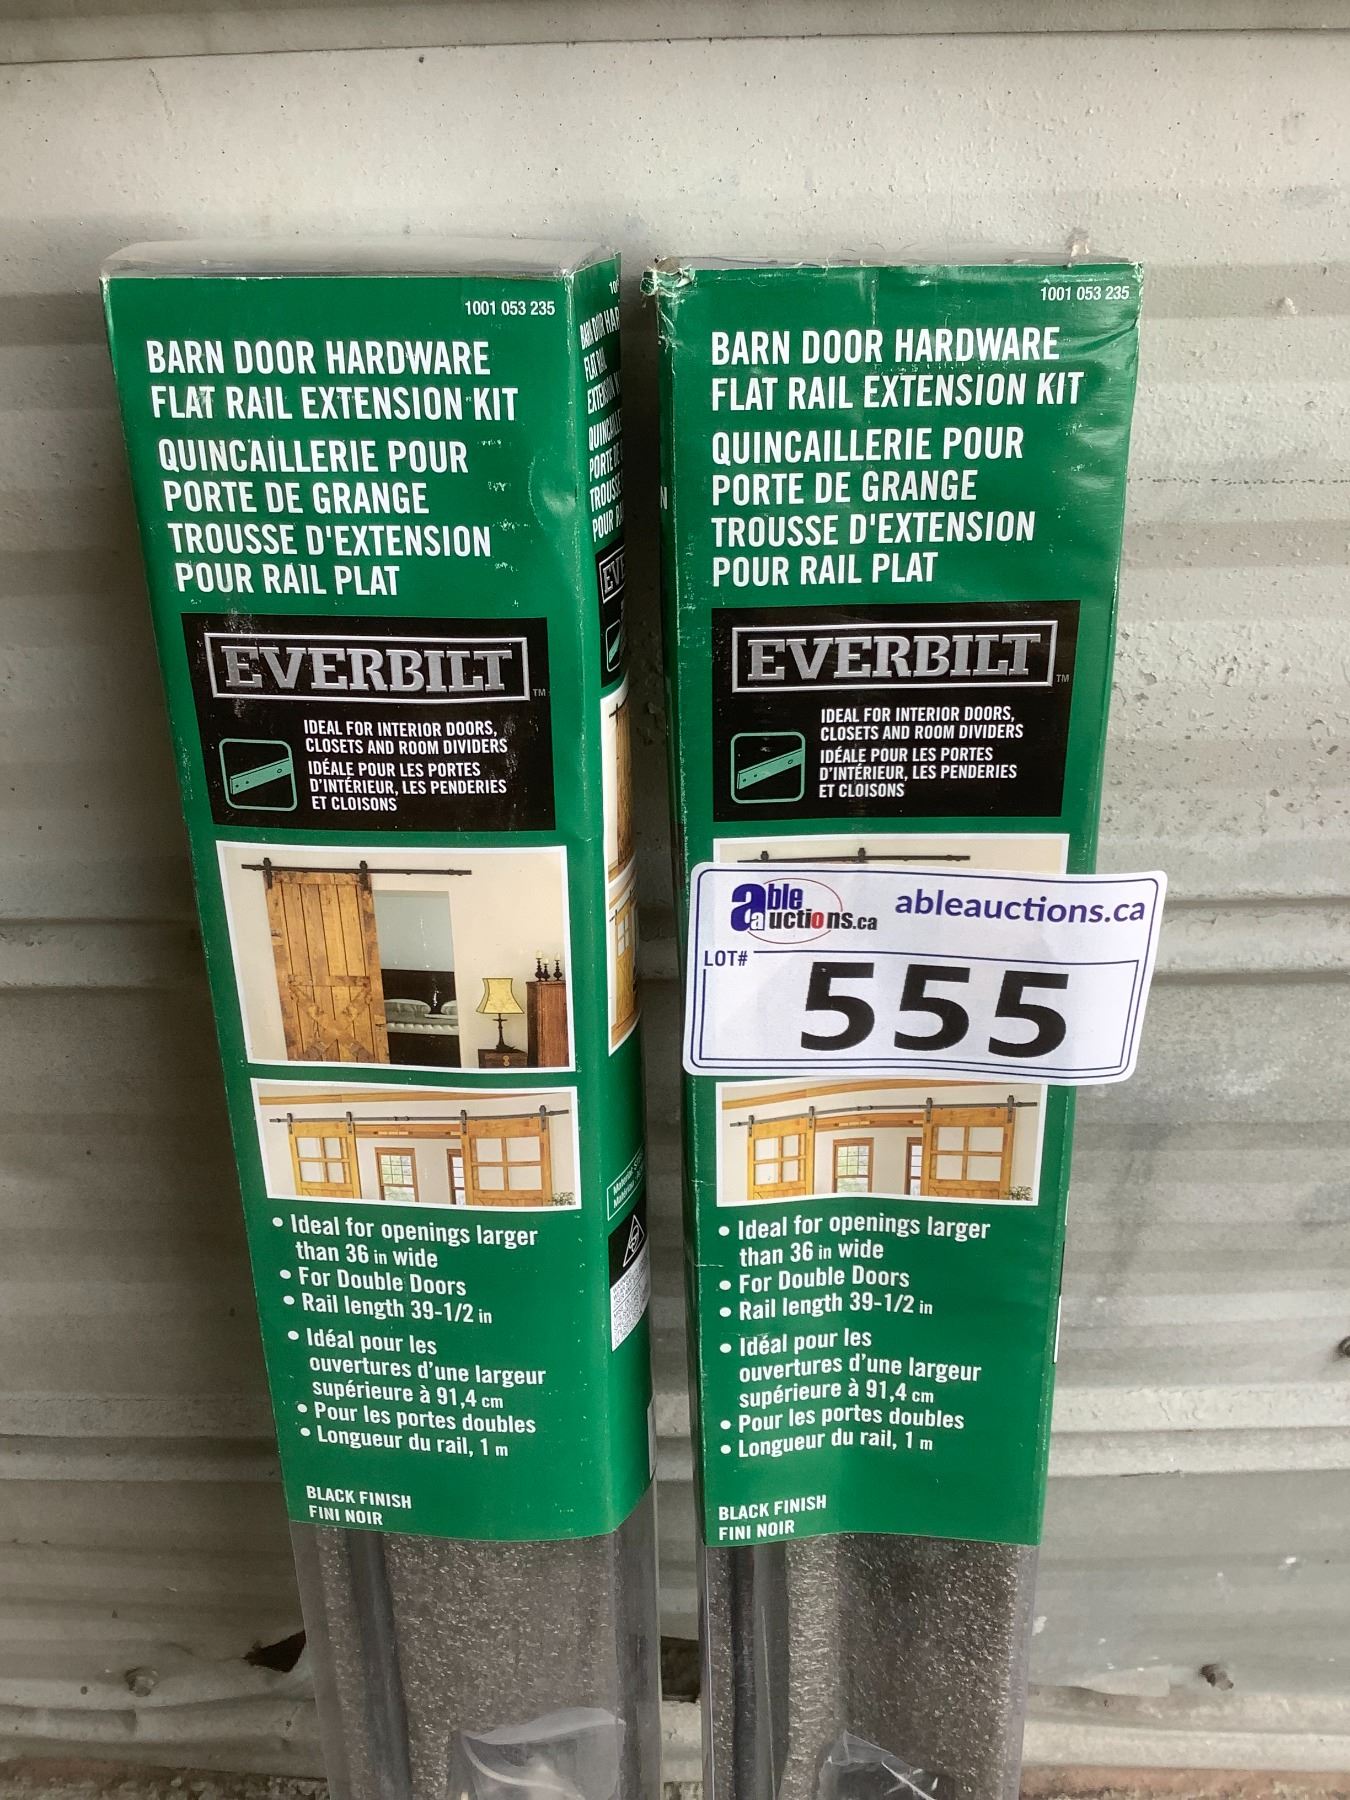 1001 053 235
BARN DOOR HARDWARE
FLAT RAIL EXTENSION KIT
QUINCAILLERIE POUR
PORTE DE GRANGE
TROUSSE D'EXTENSION
POUR RAIL PLAT
EVERBILT™
IDEAL FOR INTERIOR DOORS,
CLOSETS AND ROOM DIVIDERS
IDÉALE POUR LES PORTES
D'INTÉRIEUR, LES PENDERIES
ET CLOISONS
• Ideal for openings larger
than 36 in wide
• For Double Doors
• Rail length 39-1/2 in
• Idéal pour les
ouvertures d'une largeur
supérieure à 91,4 cm
• Pour les portes doubles
• Longueur du rail, 1 m
BLACK FINISH
FINI NOIR
1001 053 235
BARN DOOR HARDWARE
FLAT RAIL EXTENSION KIT
QUINCAILLERIE POUR
PORTE DE GRANGE
TROUSSE D'EXTENSION
POUR RAIL PLAT
EVERBILT™
IDEAL FOR INTERIOR DOORS,
CLOSETS AND ROOM DIVIDERS
IDÉALE POUR LES PORTES
D'INTÉRIEUR, LES PENDERIES
ET CLOISONS
able auctions.ca
ableauctions.ca
LOT#
555
• Ideal for openings larger
than 36 in wide
• For Double Doors
• Rail length 39-1/2 in
• Idéal pour les
ouvertures d'une largeur
supérieure à 91,4 cm
• Pour les portes doubles
• Longueur du rail, 1 m
BLACK FINISH
FINI NOIR